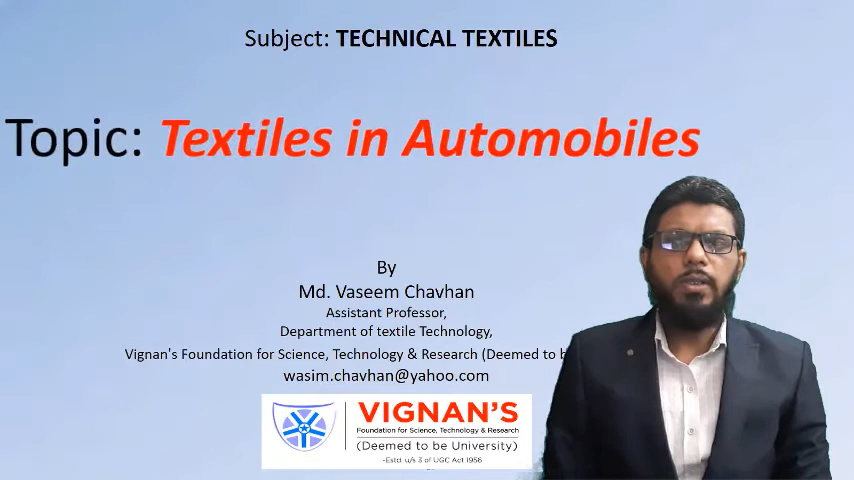 Subject: TECHNICAL TEXTILES
Topic: Textiles in Automobiles
By
Md. Vaseem Chavhan
Assistant Professor,
Department of textile Technology,
Vignan's Foundation for Science, Technology & Research (Deemed to b
wasim.chavhan@yahoo.com
VIGNAN'S
Foundation for Science, Technology & Research
(Deemed to be University)
-Estd. u/s 3 of UGC Act 1956